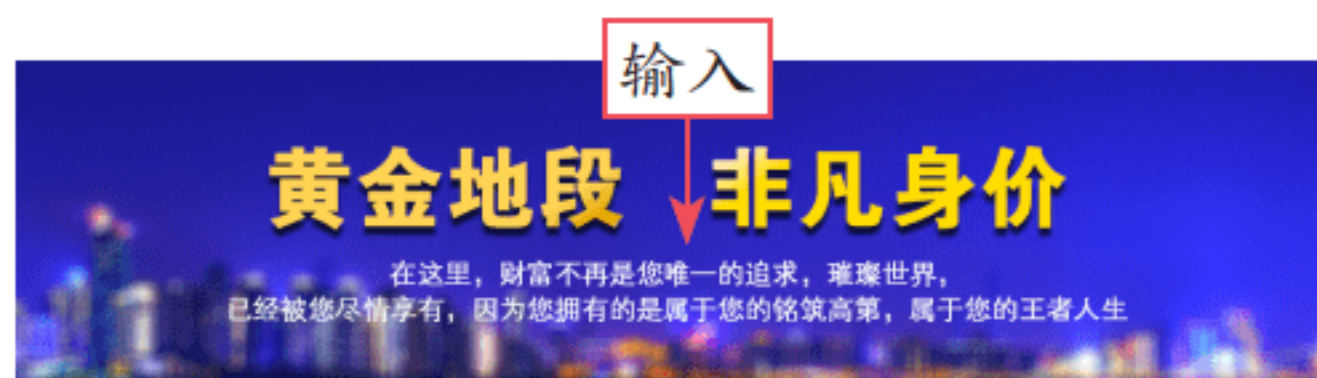 输入
黄金地段 非凡身价
在这里，财富不再是您唯一的追求，璀璨世界，
已经被您尽情享有，因为您拥有的是属于您的铭筑高第，属于您的王者人生